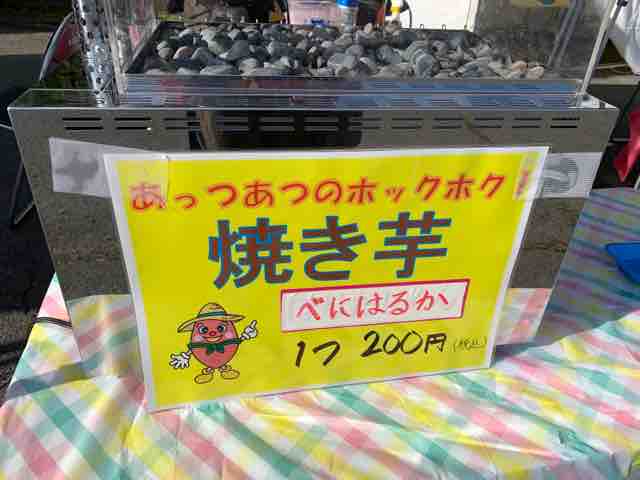 あっつあつのホックホク!
焼き芋
べにはるか
1つ 200円(税込)